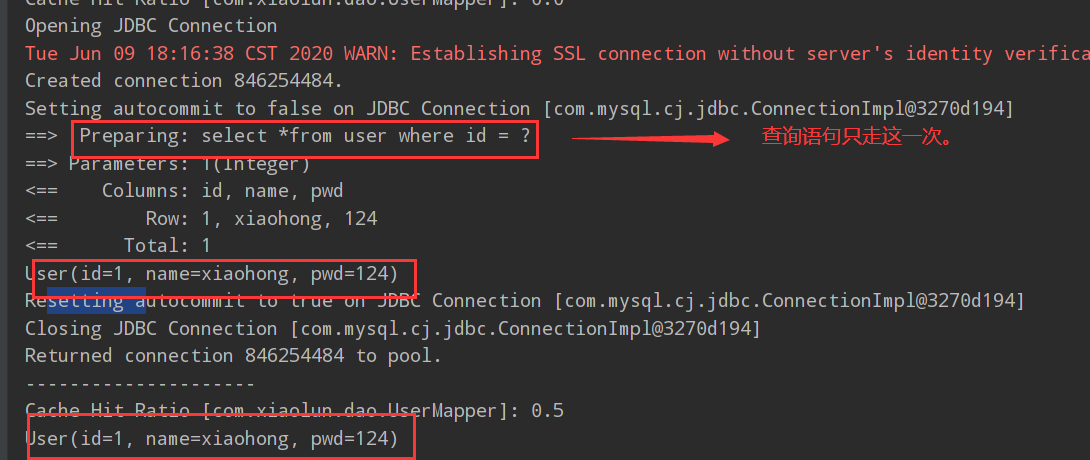 Cache Hit Ratio [com.xiaolun.dao.UserMapper]: 0.0
Opening JDBC Connection
Tue Jun 09 18:16:38 CST 2020 WARN: Establishing SSL connection without server's identity verifica
Created connection 846254484.
Setting autocommit to false on JDBC Connection [com.mysql.cj.jdbc.ConnectionImpl@3270d194]
==>  Preparing: select *from user where id = ? 查询语句只走这一次。
==> Parameters: 1(Integer)
<==    Columns: id, name, pwd
<==        Row: 1, xiaohong, 124
<==      Total: 1
User(id=1, name=xiaohong, pwd=124)
Resetting autocommit to true on JDBC Connection [com.mysql.cj.jdbc.ConnectionImpl@3270d194]
Closing JDBC Connection [com.mysql.cj.jdbc.ConnectionImpl@3270d194]
Returned connection 846254484 to pool.
---------------------
Cache Hit Ratio [com.xiaolun.dao.UserMapper]: 0.5
User(id=1, name=xiaohong, pwd=124)